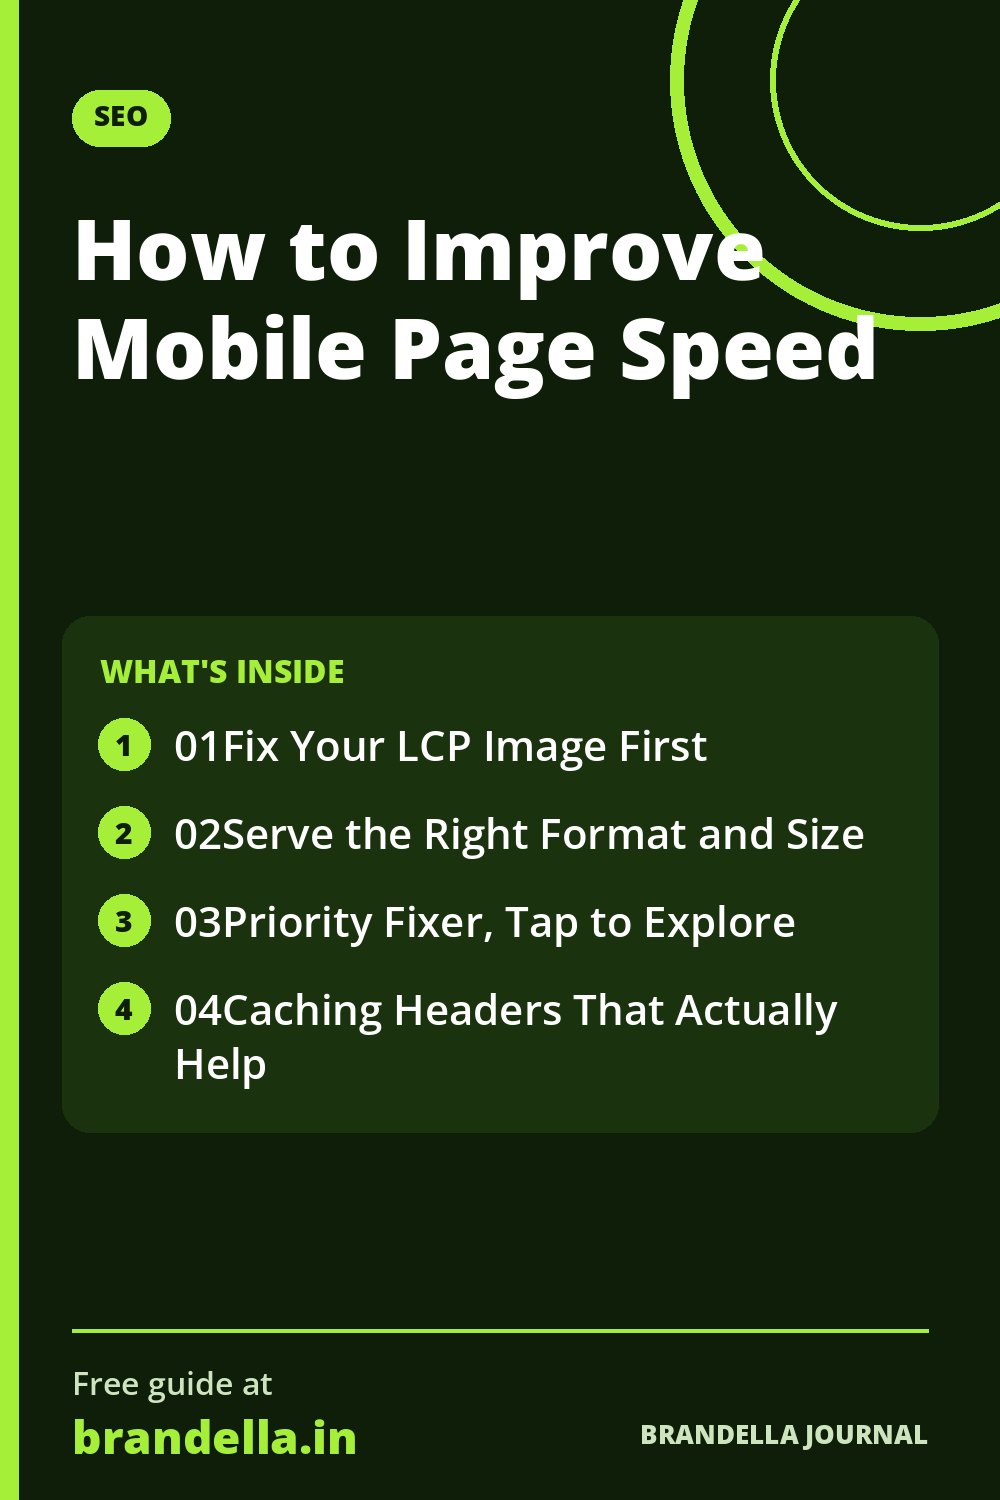 SEO
How to Improve
Mobile Page Speed
WHAT'S INSIDE
1 01Fix Your LCP Image First
2 02Serve the Right Format and Size
3 03Priority Fixer, Tap to Explore
4 04Caching Headers That Actually
Help
Free guide at
brandella.in
BRANDELLA JOURNAL